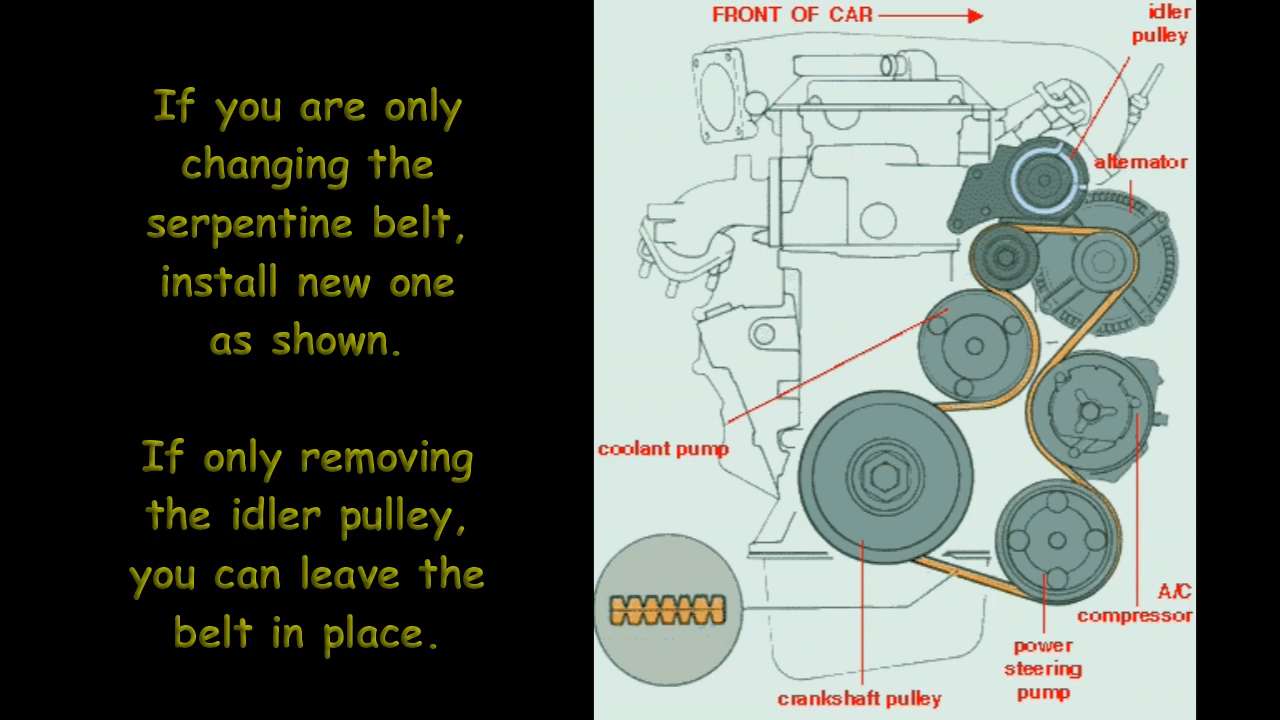 If you are only
changing the
serpentine belt,
install new one
as shown.
If only removing
the idler pulley,
you can leave the
belt in place.
FRONT OF CAR
idler
pulley
alternator
coolant pump
A/C
compressor
power
steering
pump
crankshaft pulley